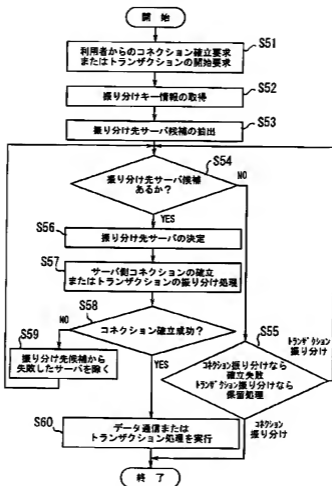 開始
S51
利用者からのコネクション確立要求
またはトランザクションの開始要求
S52
振り分けキー情報の取得
S53
振り分け先サーバ候補の抽出
S54
振り分け先サーバ候補
あるか?
NO
YES
S56
振り分け先サーバの決定
S57
サーバ側コネクションの確立
またはトランザクションの振り分け処理
S58
コネクション確立成功?
NO
YES
S59
振り分け先候補から
失敗したサーバを除く
S55
トランザクション
振り分け
コネクション振り分けなら
確立失敗
トランザクション振り分けなら
保留処理
コネクション
振り分け
S60
データ通信または
トランザクション処理を実行
終了